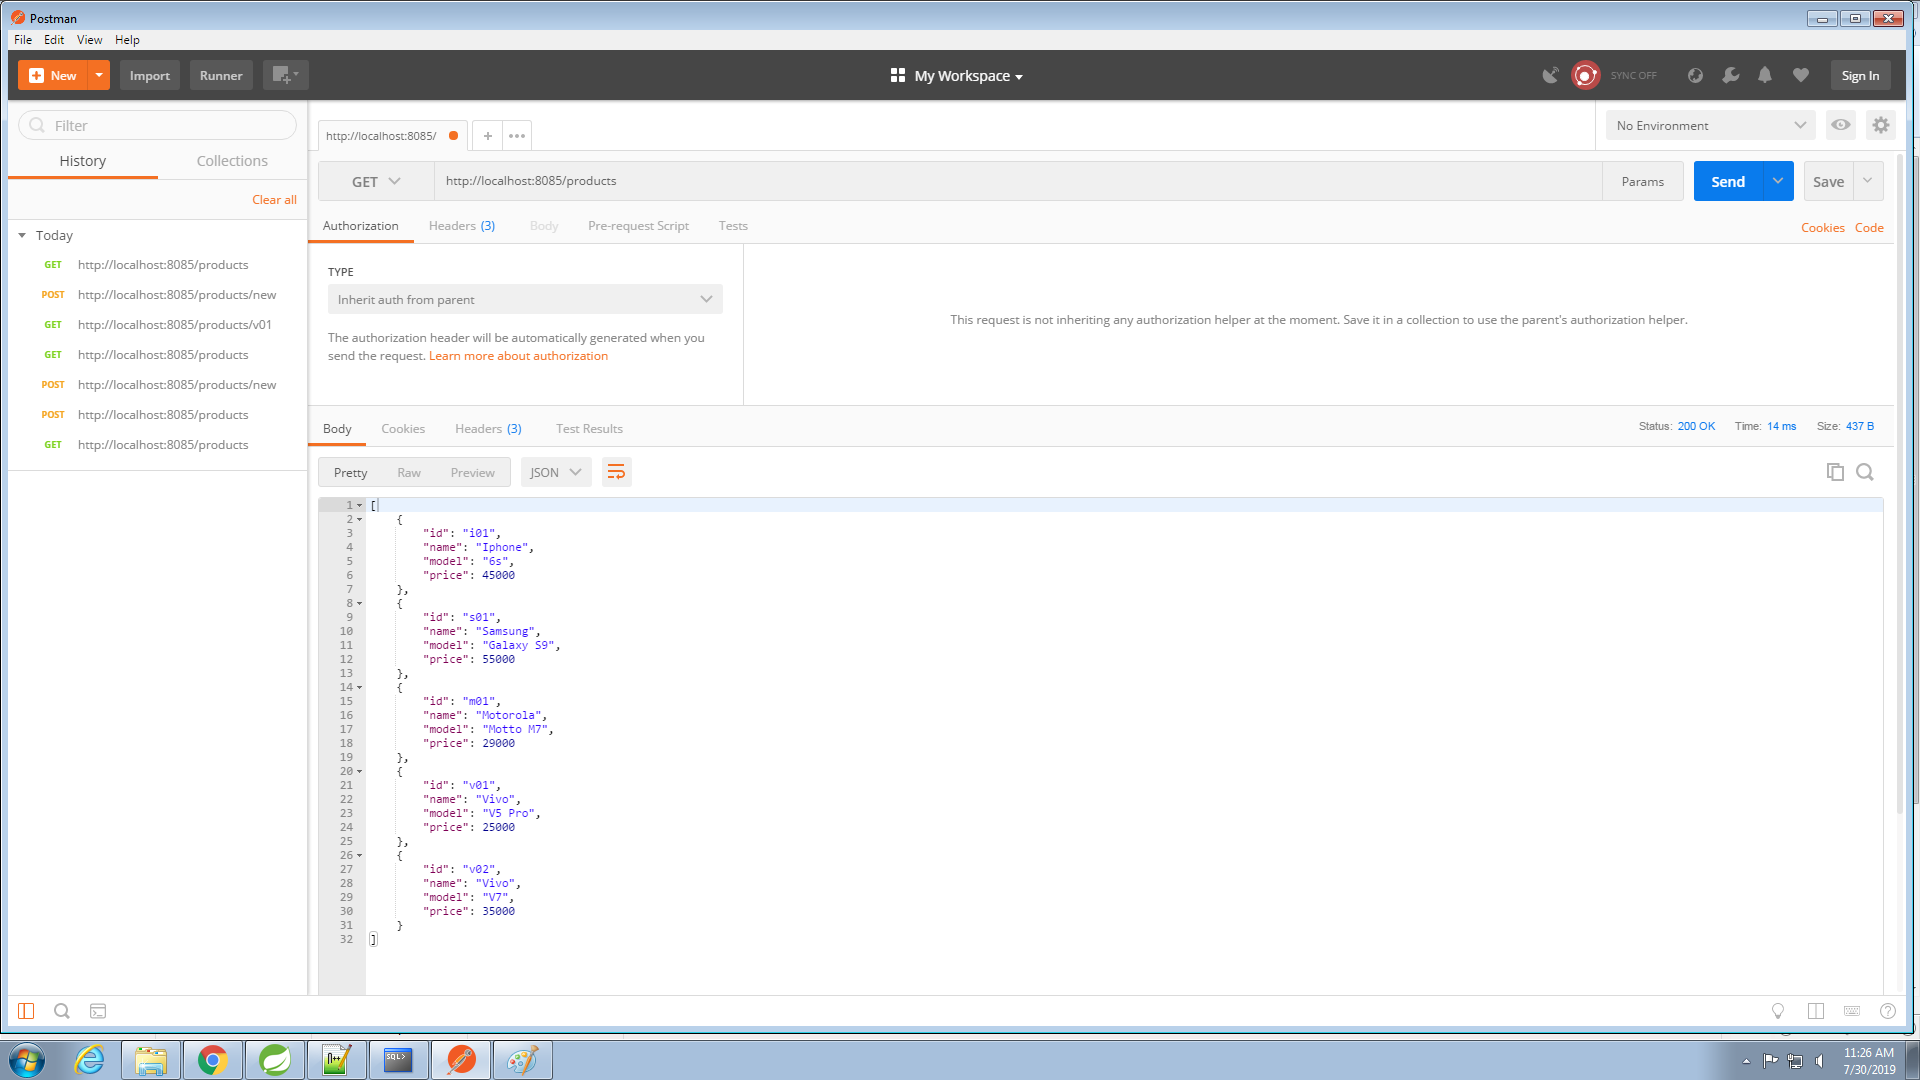 Postman
File Edit View Help
New Import Runner My Workspace SYNC OFF Sign In
Filter
History Collections
Clear all
Today
GET http://localhost:8085/products
POST http://localhost:8085/products/new
GET http://localhost:8085/products/v01
GET http://localhost:8085/products
POST http://localhost:8085/products/new
POST http://localhost:8085/products
GET http://localhost:8085/products
http://localhost:8085/ + ••• No Environment
GET http://localhost:8085/products Params Send Save
Authorization Headers (3) Body Pre-request Script Tests Cookies Code
TYPE
Inherit auth from parent
The authorization header will be automatically generated when you
send the request. Learn more about authorization
This request is not inheriting any authorization helper at the moment. Save it in a collection to use the parent's authorization helper.
Body Cookies Headers (3) Test Results Status: 200 OK Time: 14 ms Size: 437 B
Pretty Raw Preview JSON
1 [
2 {
3 "id": "i01",
4 "name": "Iphone",
5 "model": "6s",
6 "price": 45000
7 },
8 {
9 "id": "s01",
10 "name": "Samsung",
11 "model": "Galaxy S9",
12 "price": 55000
13 },
14 {
15 "id": "m01",
16 "name": "Motorola",
17 "model": "Motto M7",
18 "price": 29000
19 },
20 {
21 "id": "v01",
22 "name": "Vivo",
23 "model": "V5 Pro",
24 "price": 25000
25 },
26 {
27 "id": "v02",
28 "name": "Vivo",
29 "model": "V7",
30 "price": 35000
31 }
32 ]
SQL>
11:26 AM
7/30/2019